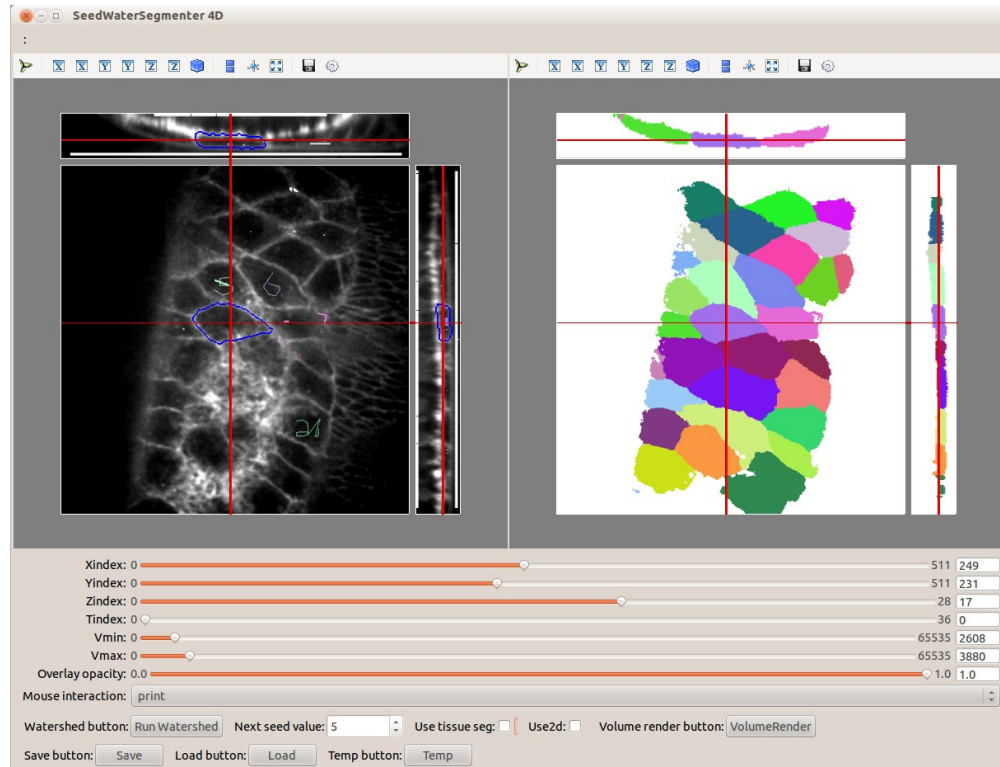 SeedWaterSegmenter 4D
:
X X Y Y Z Z X X Y Y Z Z
Xindex: 0 511 249
Yindex: 0 511 231
Zindex: 0 28 17
Tindex: 0 36 0
Vmin: 0 65535 2608
Vmax: 0 65535 3880
Overlay opacity: 0.0 1.0 1.0
Mouse interaction: print
Watershed button: Run Watershed Next seed value: 5 Use tissue seg: Use2d: Volume render button: VolumeRender
Save button: Save Load button: Load Temp button: Temp